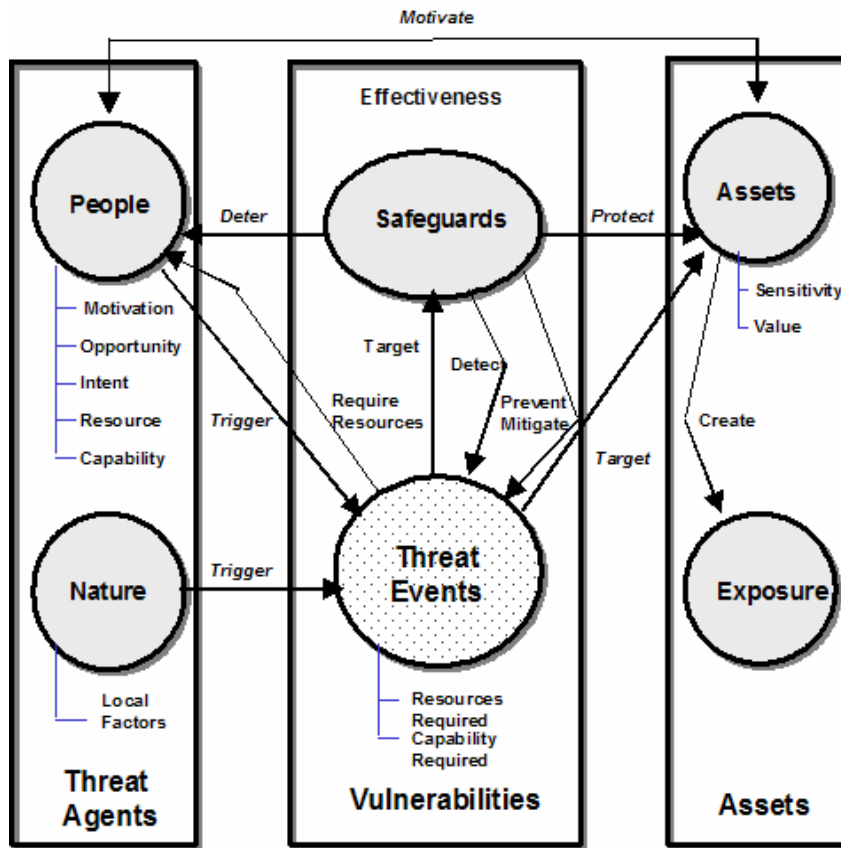 Motivate
Effectiveness
People
Safeguards
Assets
Deter
Protect
Motivation
Opportunity
Intent
Resource
Capability
Sensitivity
Value
Target
Detect
Require
Resources
Prevent
Mitigate
Trigger
Create
Target
Nature
Trigger
Threat
Events
Exposure
Local
Factors
Resources
Required
Capability
Required
Threat
Agents
Vulnerabilities
Assets